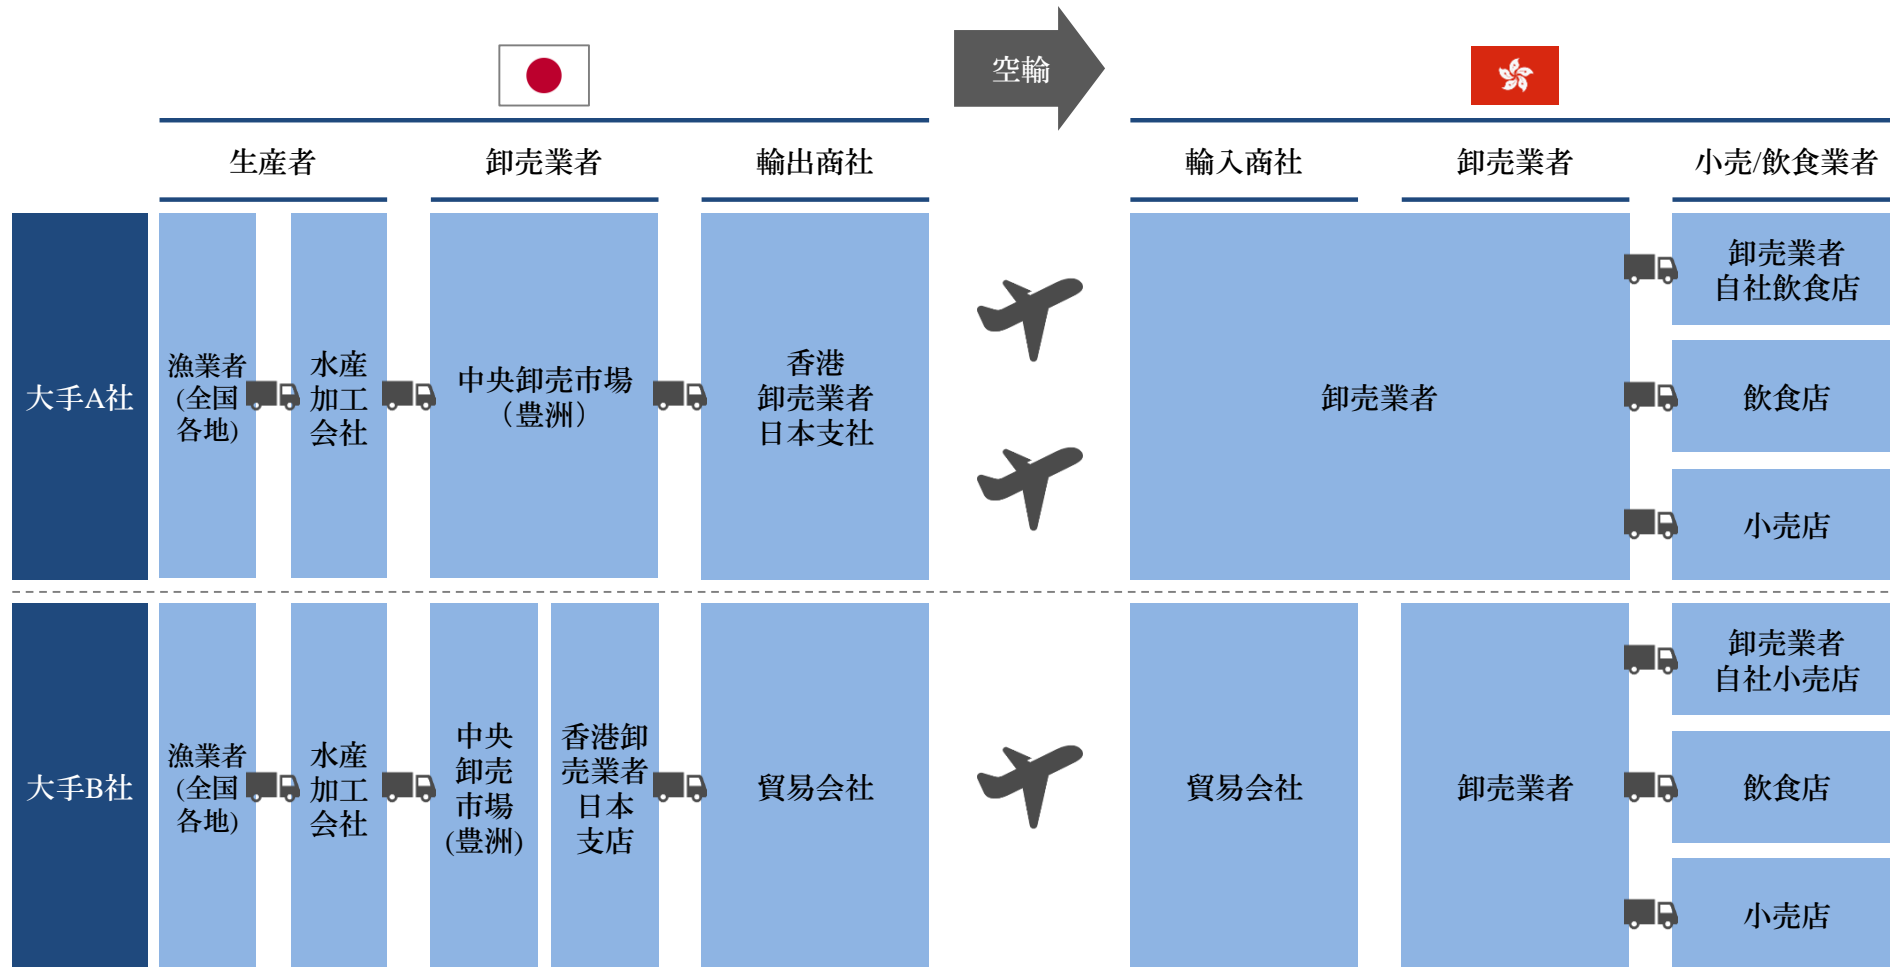 空輸
生産者
卸売業者
輸出商社
輸入商社
卸売業者
小売/飲食業者
大手A社
漁業者
(全国
各地)
水産
加工
会社
中央卸売市場
（豊洲）
香港
卸売業者
日本支社
卸売業者
卸売業者
自社飲食店
飲食店
小売店
大手B社
漁業者
(全国
各地)
水産
加工
会社
中央
卸売
市場
(豊洲)
香港卸
売業者
日本
支店
貿易会社
貿易会社
卸売業者
卸売業者
自社小売店
飲食店
小売店